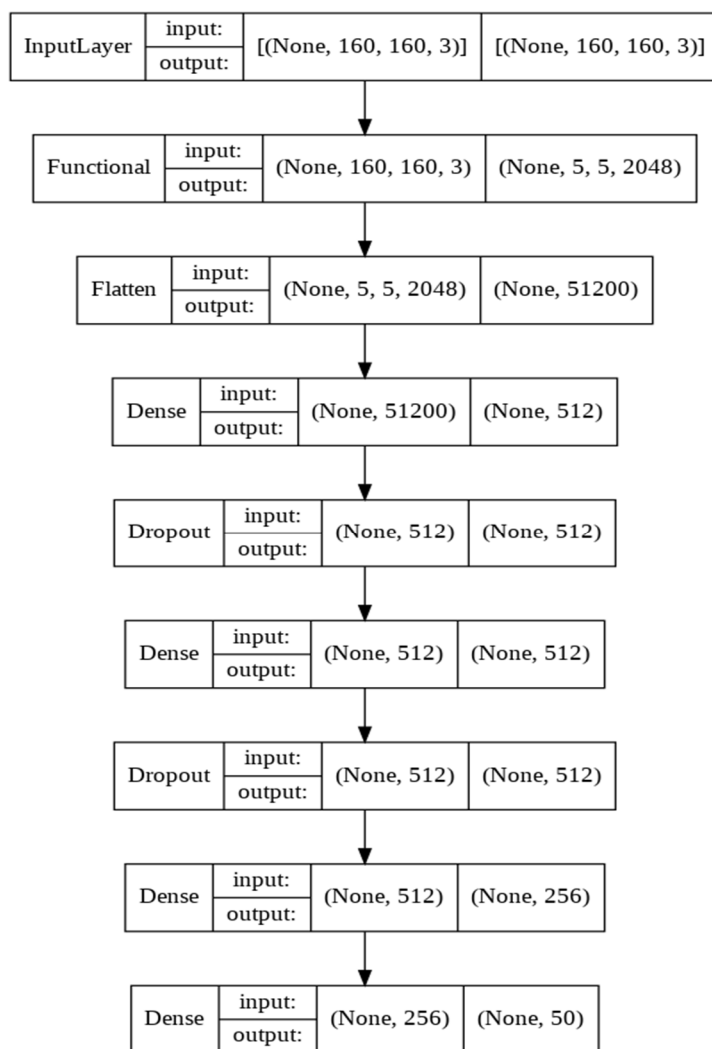 InputLayer input: output: [(None, 160, 160, 3)] [(None, 160, 160, 3)]
Functional input: output: (None, 160, 160, 3) (None, 5, 5, 2048)
Flatten input: output: (None, 5, 5, 2048) (None, 51200)
Dense input: output: (None, 51200) (None, 512)
Dropout input: output: (None, 512) (None, 512)
Dense input: output: (None, 512) (None, 512)
Dropout input: output: (None, 512) (None, 512)
Dense input: output: (None, 512) (None, 256)
Dense input: output: (None, 256) (None, 50)